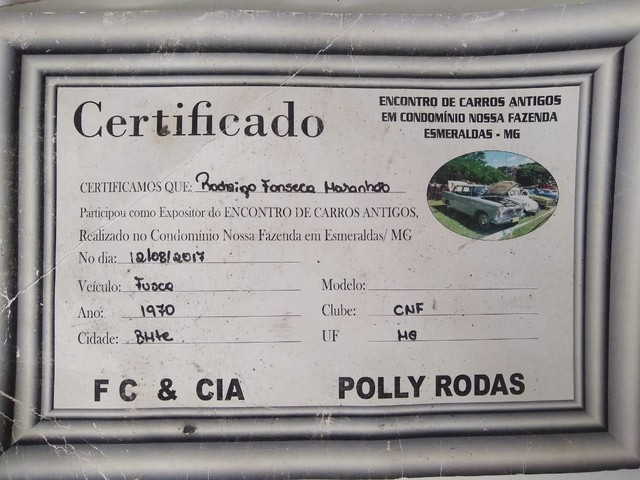 Certificado
ENCONTRO DE CARROS ANTIGOS
EM CONDOMÍNIO NOSSA FAZENDA
ESMERALDAS - MG
CERTIFICAMOS QUE: Rodrigo Fonseca Maranhão
Participou como Expositor do ENCONTRO DE CARROS ANTIGOS,
Realizado no Condomínio Nossa Fazenda em Esmeraldas/ MG
No dia: 12/08/2017
Veículo: Fusca Modelo:
Ano: 1970 Clube: CNF
Cidade: BHte UF MG
F C & CIA POLLY RODAS